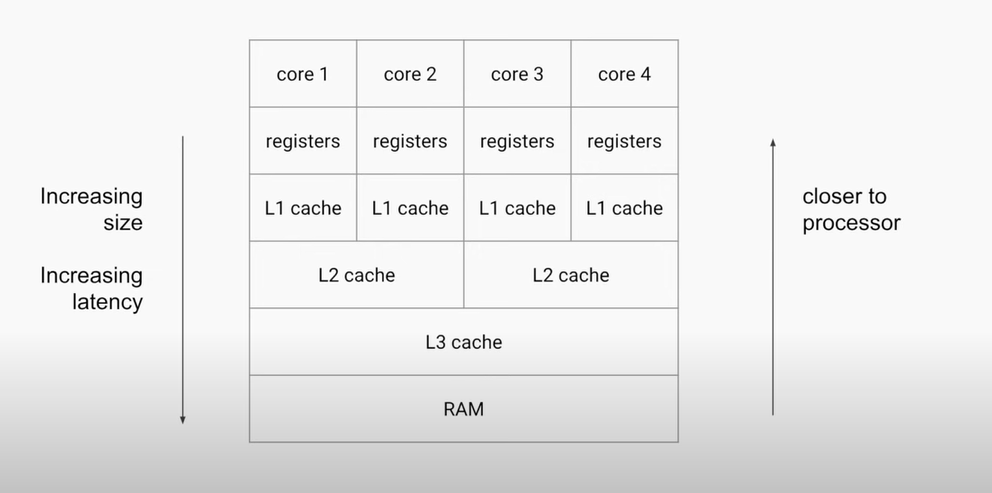 core 1
core 2
core 3
core 4
registers
registers
registers
registers
Increasing
size
L1 cache
L1 cache
L1 cache
L1 cache
closer to
processor
Increasing
latency
L2 cache
L2 cache
L3 cache
RAM